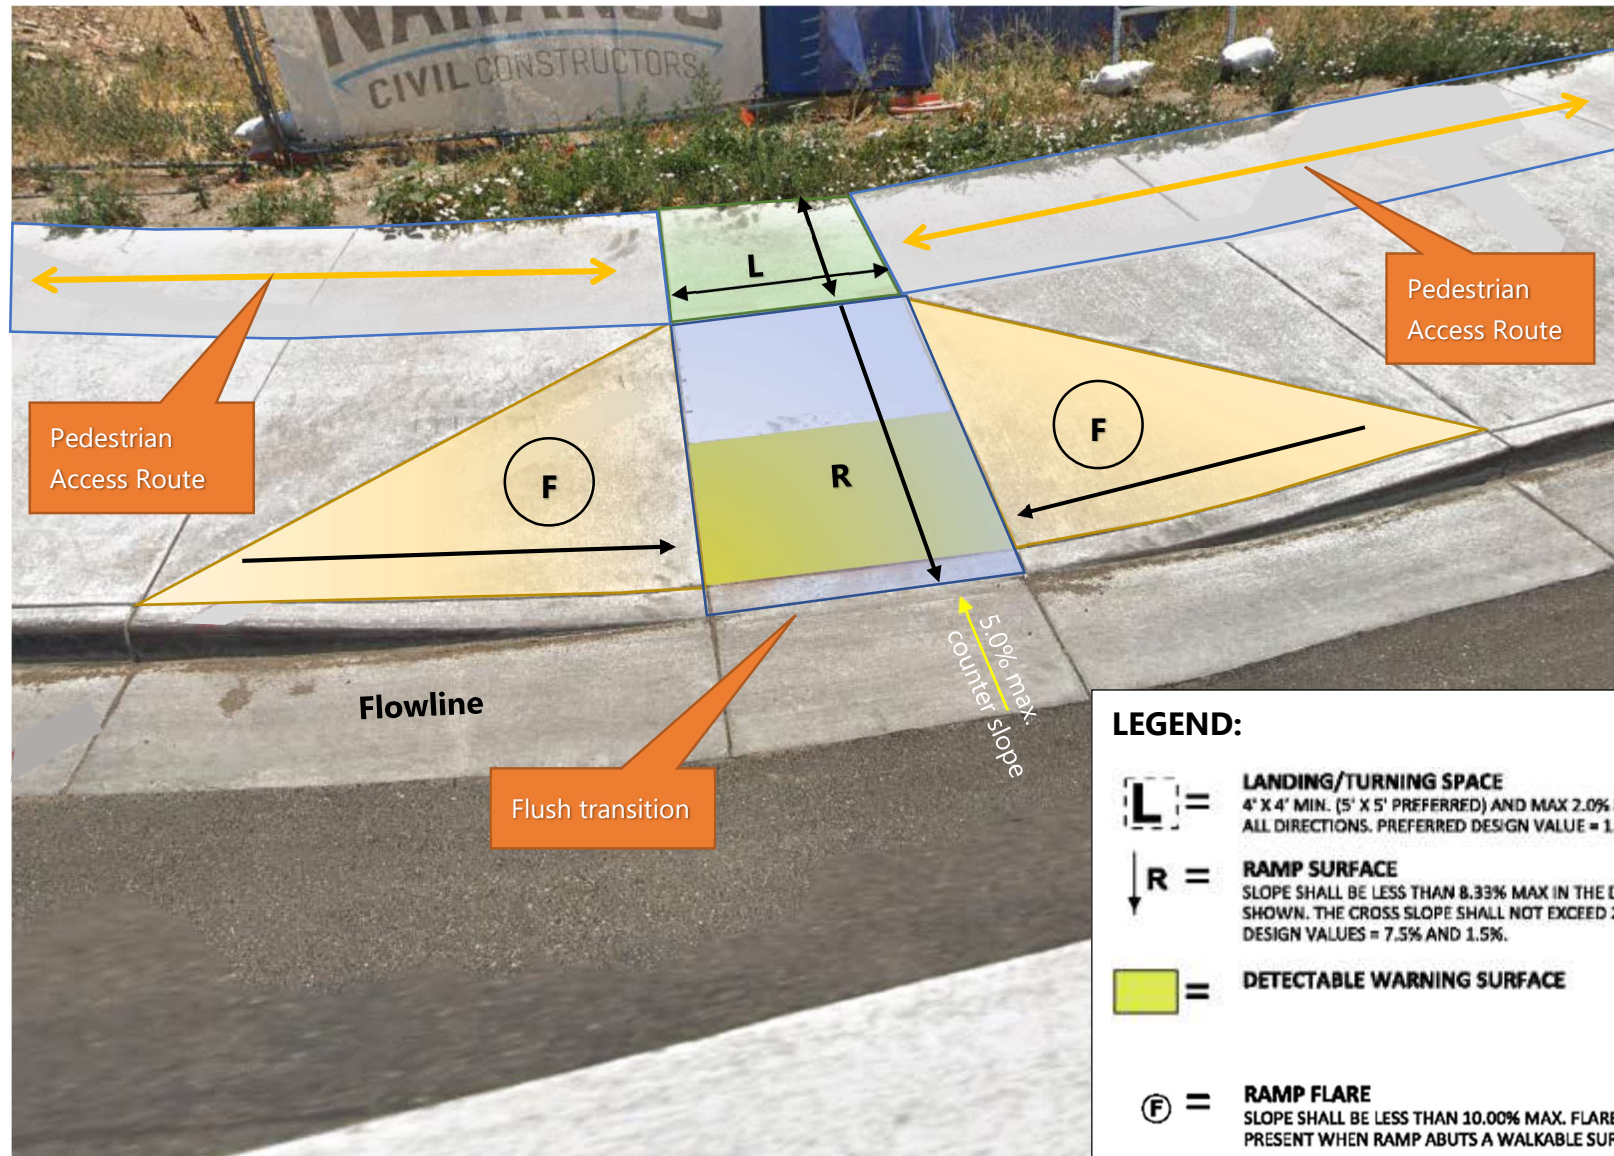 CIVIL CONSTRUCTORS
L
Pedestrian
Access Route
Pedestrian
Access Route
F
F
R
5.0% max.
counter slope
Flowline
Flush transition
LEGEND:
L =
LANDING/TURNING SPACE
4' X 4' MIN. (5' X 5' PREFERRED) AND MAX 2.0%
ALL DIRECTIONS. PREFERRED DESIGN VALUE = 1.
R =
RAMP SURFACE
SLOPE SHALL BE LESS THAN 8.33% MAX IN THE
SHOWN. THE CROSS SLOPE SHALL NOT EXCEED
DESIGN VALUES = 7.5% AND 1.5%.
=
DETECTABLE WARNING SURFACE
F =
RAMP FLARE
SLOPE SHALL BE LESS THAN 10.00% MAX. FLARE
PRESENT WHEN RAMP ABUTS A WALKABLE